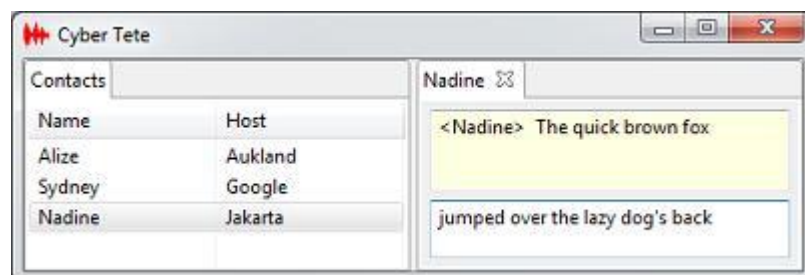 Cyber Tete
Contacts
Name Host
Alize Aukland
Sydney Google
Nadine Jakarta
Nadine
<Nadine> The quick brown fox
jumped over the lazy dog's back